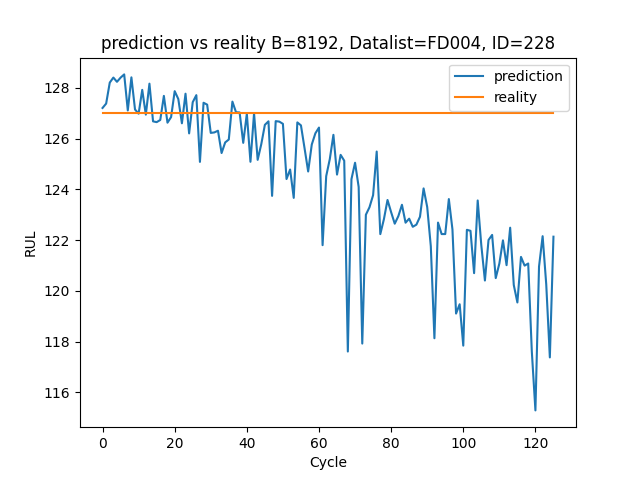 prediction vs reality B=8192, Datalist=FD004, ID=228
prediction
reality
RUL
128
126
124
122
120
118
116
0 20 40 60 80 100 120
Cycle